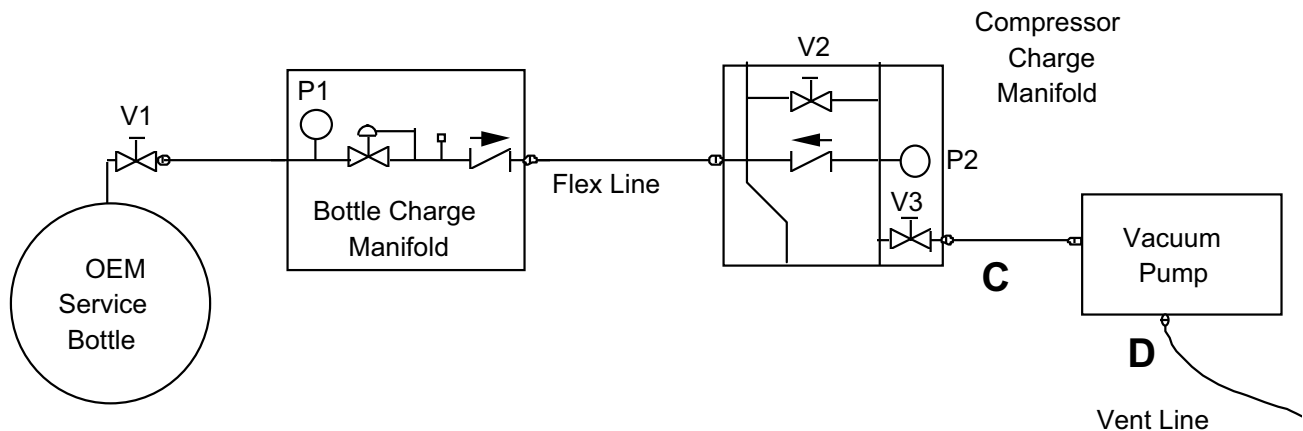 Compressor
Charge
Manifold
V2
P1
V1
P2
Flex Line
V3
Bottle Charge
Manifold
Vacuum
Pump
OEM
Service
Bottle
C
D
Vent Line